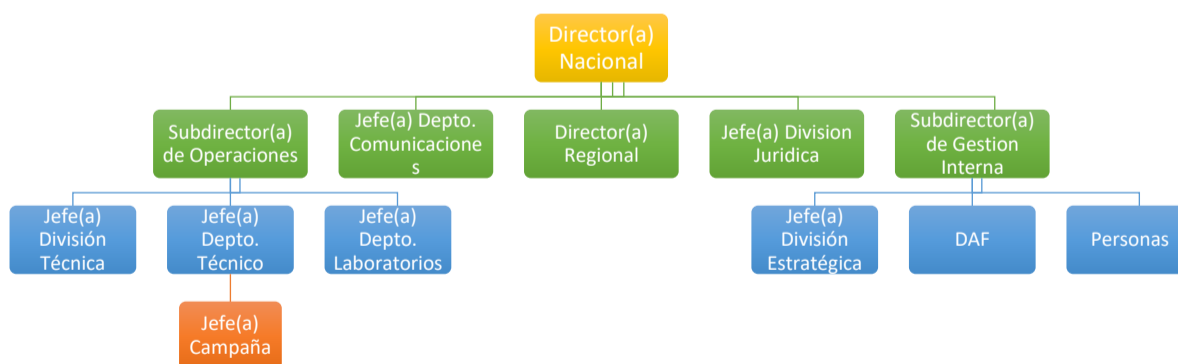 Director(a)
Nacional
Subdirector(a)
de Operaciones
Jefe(a) Depto.
Comunicacione
s
Director(a)
Regional
Jefe(a) Division
Juridica
Subdirector(a)
de Gestion
Interna
Jefe(a)
División
Técnica
Jefe(a)
Depto.
Técnico
Jefe(a)
Depto.
Laboratorios
Jefe(a)
División
Estratégica
DAF
Personas
Jefe(a)
Campaña